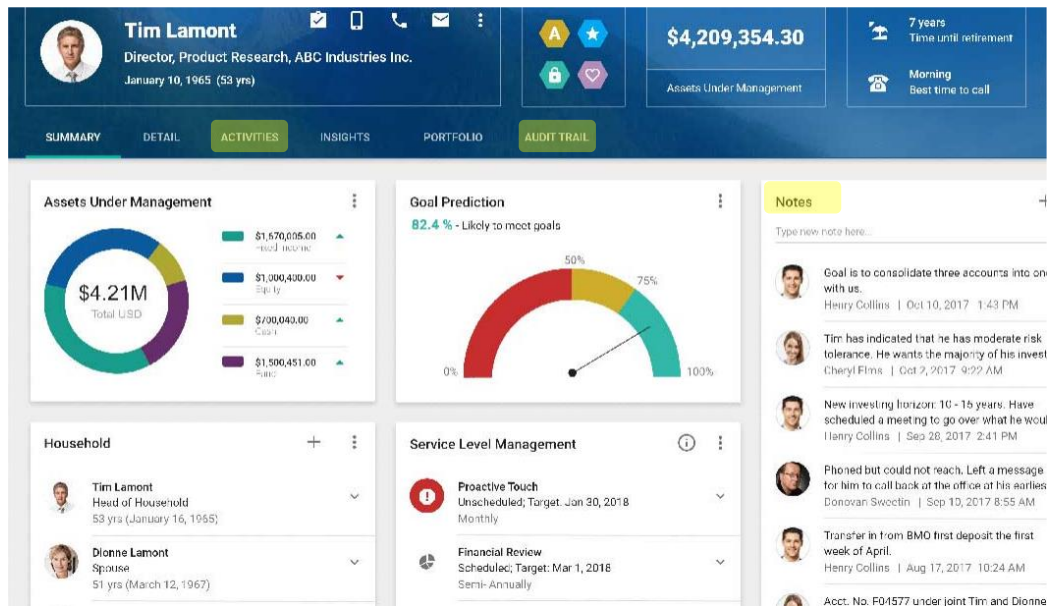 Tim Lamont
Director, Product Research, ABC Industries Inc.
January 10, 1965 (53 yrs)
A
$4,209,354.30
Assets Under Management
7 years
Time until retirement
Morning
Best time to call
SUMMARY
DETAIL
ACTIVITIES
INSIGHTS
PORTFOLIO
AUDIT TRAIL
Assets Under Management
$4.21M
Total USD
$1,670,005.00
Fixed Income
$1,000,400.00
Equity
$700,040.00
Cash
$1,500,451.00
Fund
Goal Prediction
82.4 % - Likely to meet goals
0%
50%
75%
100%
Notes
Type new note here...
Goal is to consolidate three accounts into one
with us.
Henry Collins | Oct 10, 2017 1:43 PM
Tim has indicated that he has moderate risk
tolerance. He wants the majority of his invest
Cheryl Elms | Oct 2, 2017 9:22 AM
New investing horizon: 10 - 15 years. Have
scheduled a meeting to go over what he woul
Henry Collins | Sep 28, 2017 2:41 PM
Phoned but could not reach. Left a message
for him to call back at the office at his earlies
Donovan Sweetin | Sep 10, 2017 8:55 AM
Transfer in from BMO first deposit the first
week of April.
Henry Collins | Aug 17, 2017 10:24 AM
Acct. No. F04577 under joint Tim and Dionne
Household
Tim Lamont
Head of Household
53 yrs (January 16, 1965)
Dionne Lamont
Spouse
51 yrs (March 12, 1967)
Service Level Management
Proactive Touch
Unscheduled; Target: Jan 30, 2018
Monthly
Financial Review
Scheduled; Target: Mar 1, 2018
Semi- Annually